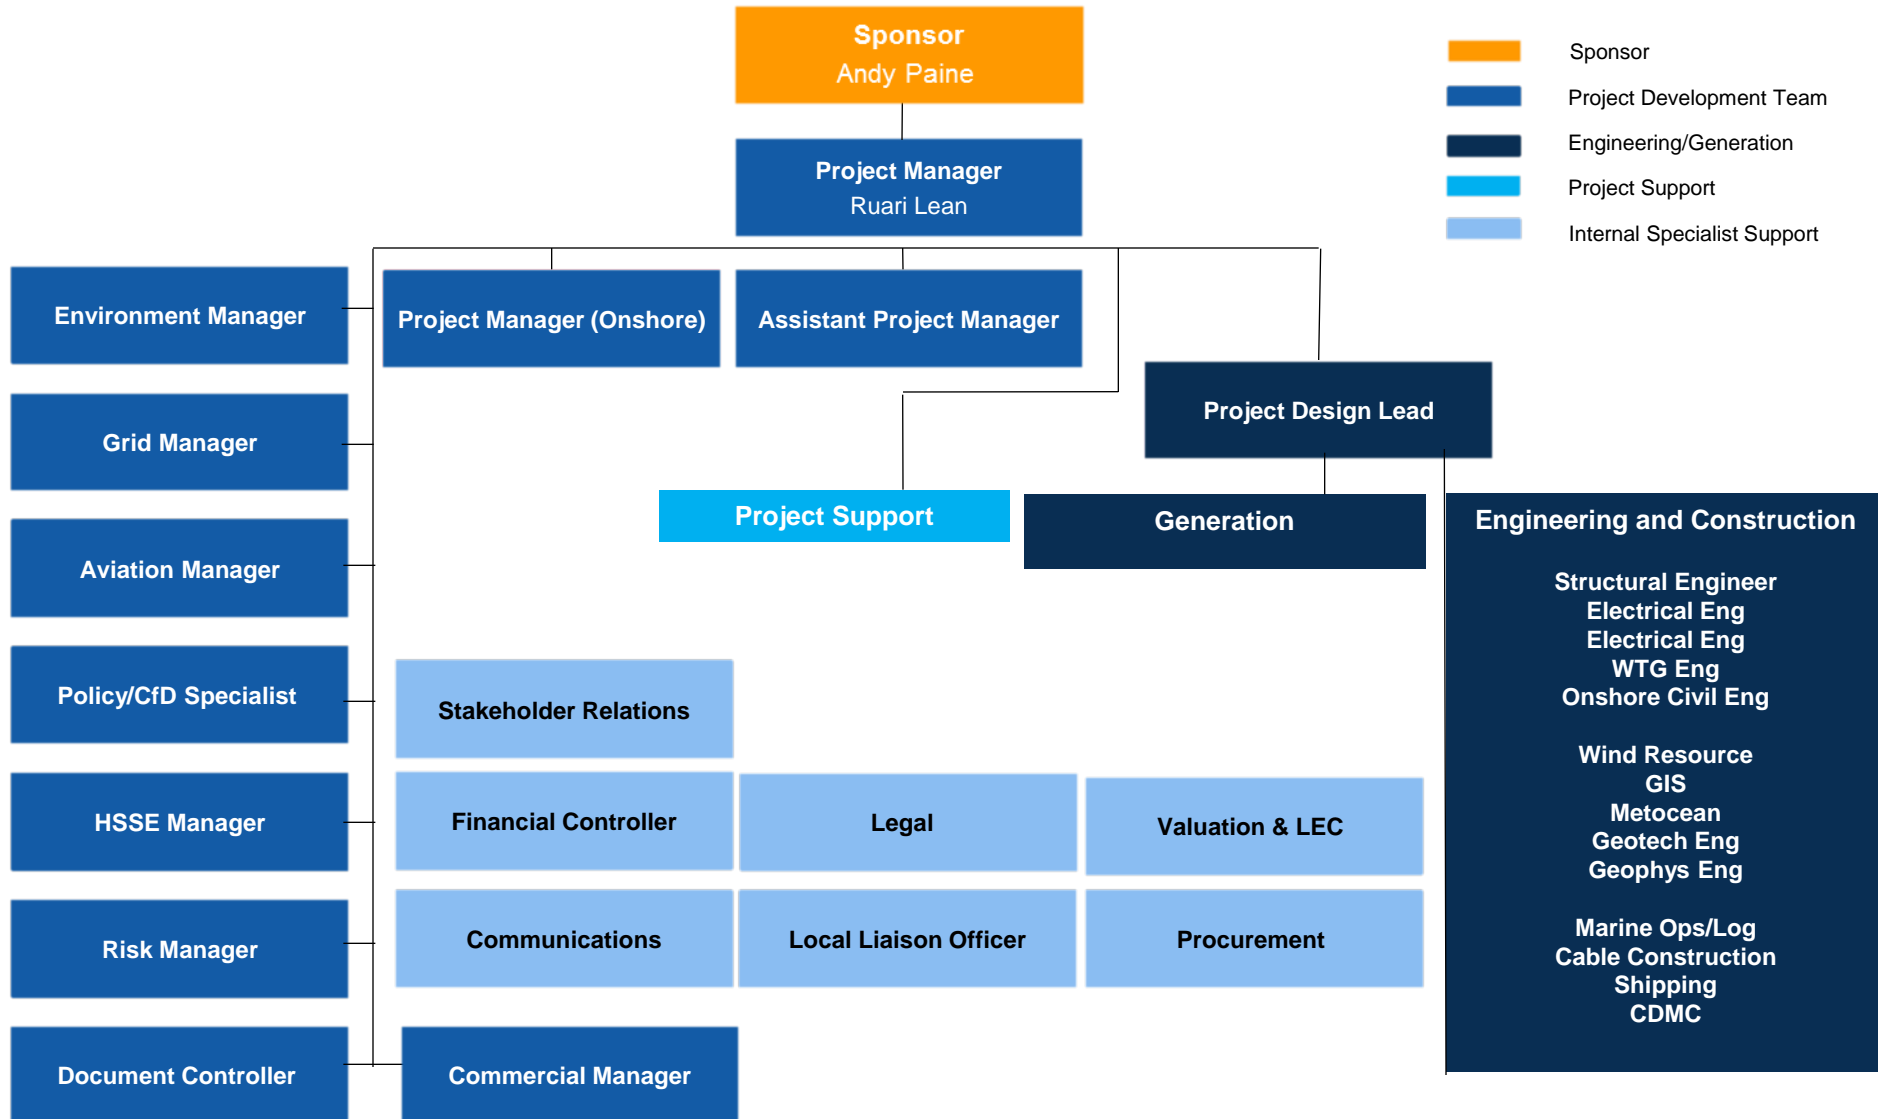 Sponsor
Andy Paine
Sponsor
Project Development Team
Engineering/Generation
Project Support
Internal Specialist Support
Project Manager
Ruari Lean
Environment Manager
Project Manager (Onshore)
Assistant Project Manager
Project Design Lead
Grid Manager
Project Support
Generation
Engineering and Construction
Structural Engineer
Electrical Eng
Electrical Eng
WTG Eng
Onshore Civil Eng
Wind Resource
GIS
Metocean
Geotech Eng
Geophys Eng
Marine Ops/Log
Cable Construction
Shipping
CDMC
Aviation Manager
Policy/CfD Specialist
Stakeholder Relations
HSSE Manager
Financial Controller
Legal
Valuation & LEC
Risk Manager
Communications
Local Liaison Officer
Procurement
Document Controller
Commercial Manager